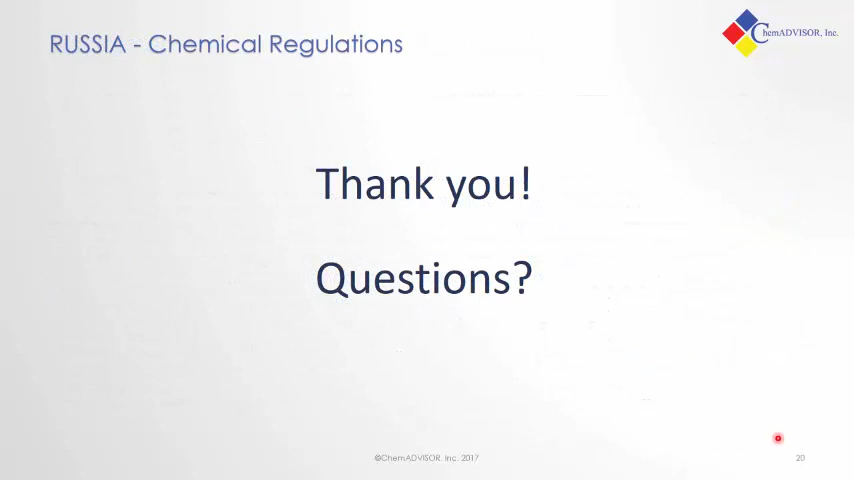 RUSSIA - Chemical Regulations
ChemADVISOR, Inc.
Thank you!
Questions?
©ChemADVISOR, Inc. 2017
20